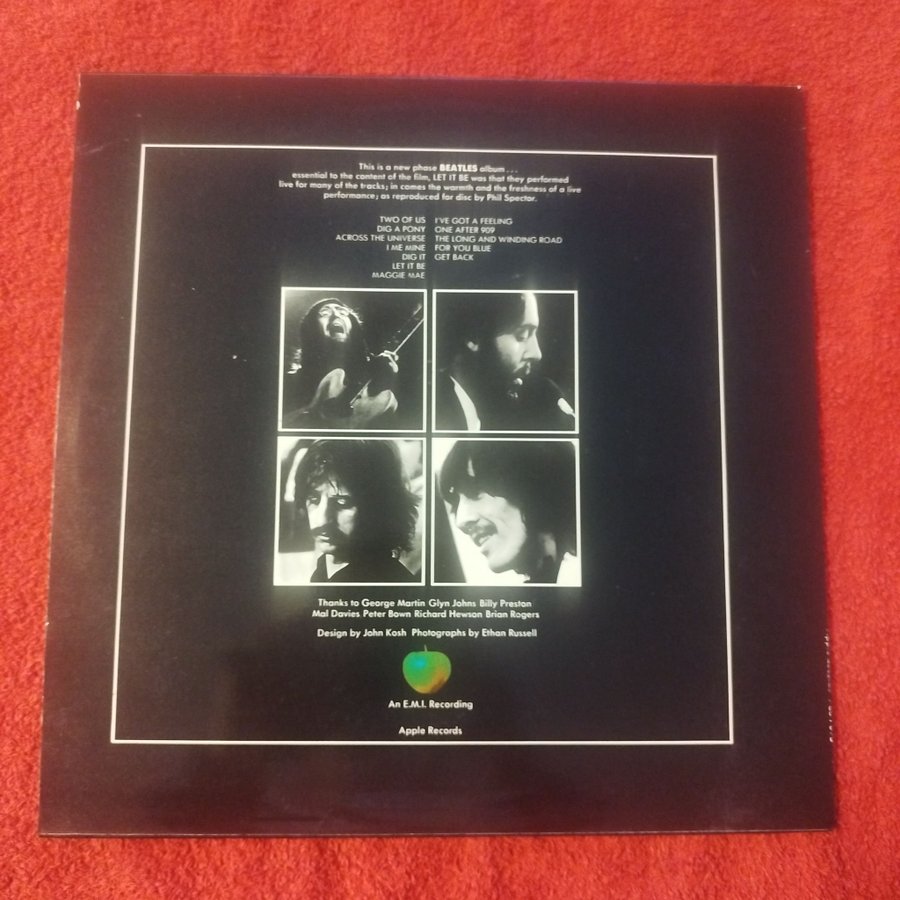 This is a new phase BEATLES album . . .
essential to the content of the film, LET IT BE was that they performed
live for many of the tracks; in comes the warmth and the freshness of a live
performance; as reproduced for disc by Phil Spector.
TWO OF US
DIG A PONY
ACROSS THE UNIVERSE
I ME MINE
DIG IT
LET IT BE
MAGGIE MAE
I'VE GOT A FEELING
ONE AFTER 909
THE LONG AND WINDING ROAD
FOR YOU BLUE
GET BACK
Thanks to George Martin Glyn Johns Billy Preston
Mal Davies Peter Bown Richard Hewson Brian Rogers
Design by John Kosh Photographs by Ethan Russell
An E.M.I. Recording
Apple Records